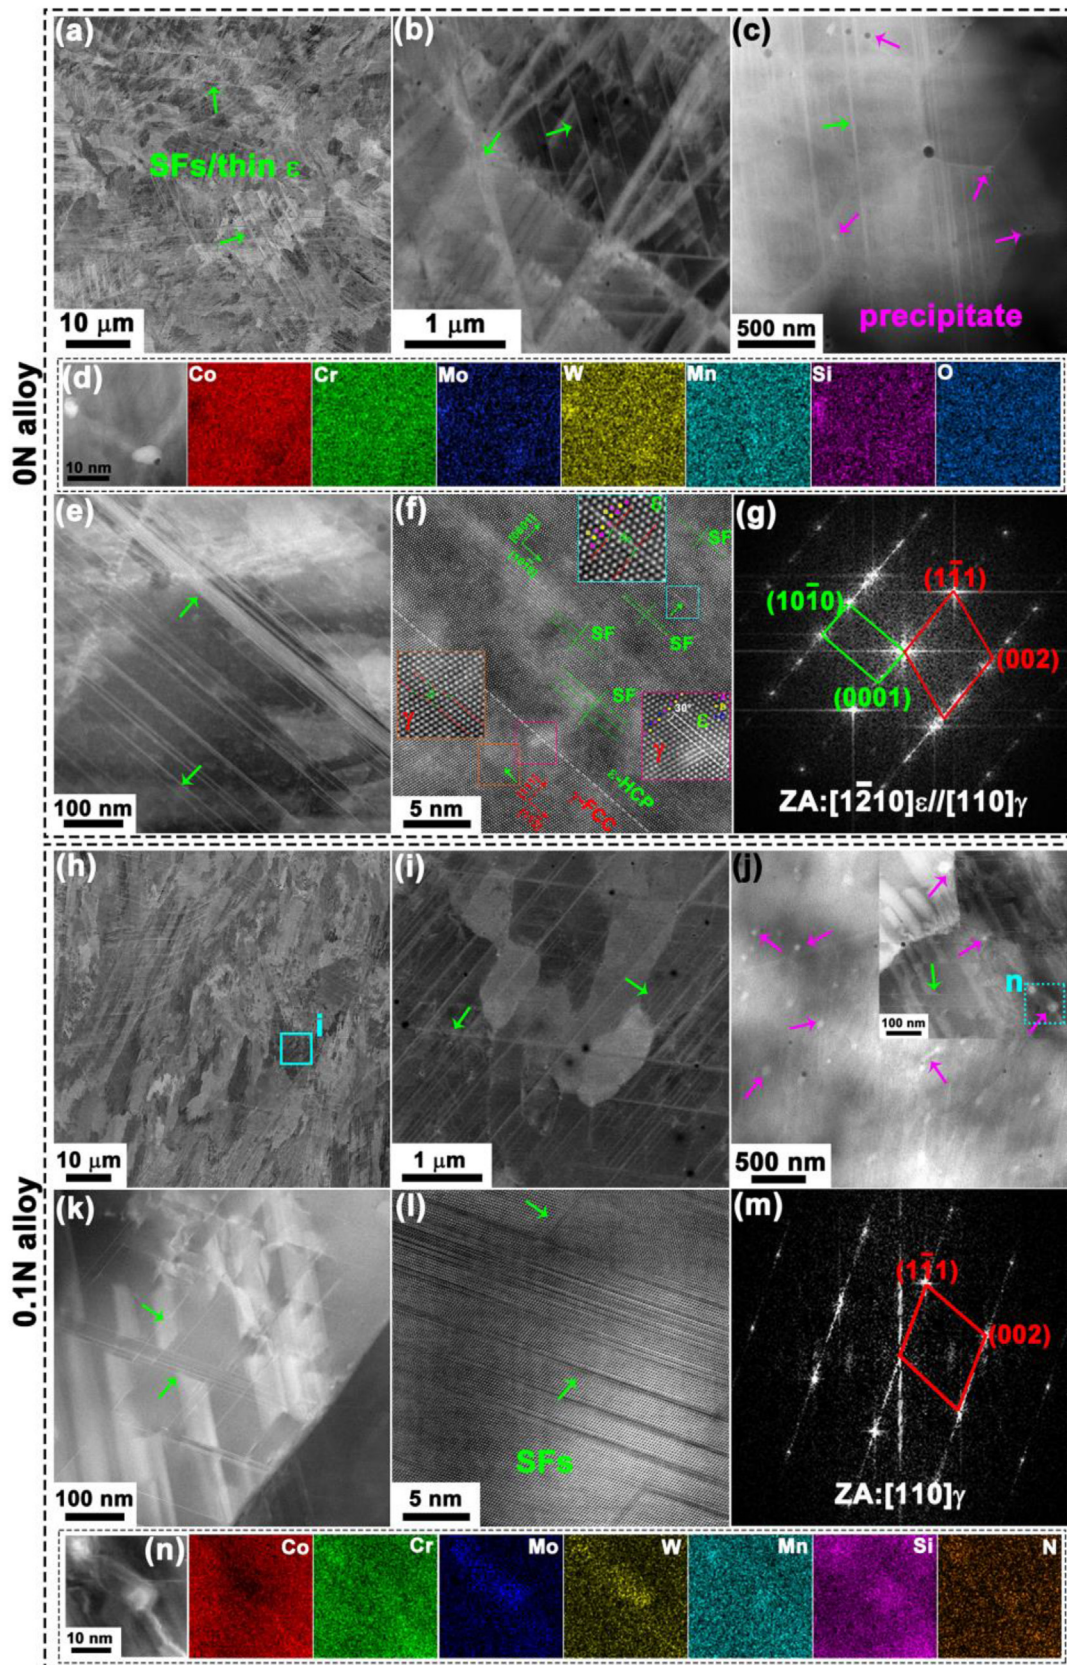 0N alloy
(a)
SFs/thin ε
10 μm
(b)
1 μm
(c)
precipitate
500 nm
(d)
10 nm
Co
Cr
Mo
W
Mn
Si
O
(e)
100 nm
(f)
[0001]
[101̄0]
ε
SF
SF
SF
SF
γ
30°
ε
γ
ε-HCP
γ-FCC
5 nm
(g)
(101̄0)
(0001)
(11̄1)
(002)
ZA:[12̄10]ε//[110]γ
0.1N alloy
(h)
i
10 μm
(i)
1 μm
(j)
n
100 nm
500 nm
(k)
100 nm
(l)
SFs
5 nm
(m)
(11̄1)
(002)
ZA:[110]γ
(n)
10 nm
Co
Cr
Mo
W
Mn
Si
N